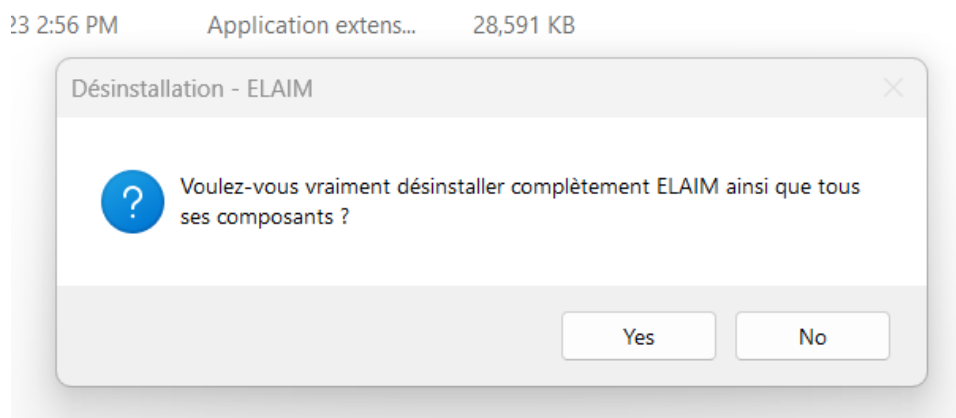 23 2:56 PM Application extens... 28,591 KB
Désinstallation - ELAIM
Voulez-vous vraiment désinstaller complètement ELAIM ainsi que tous
ses composants ?
Yes No